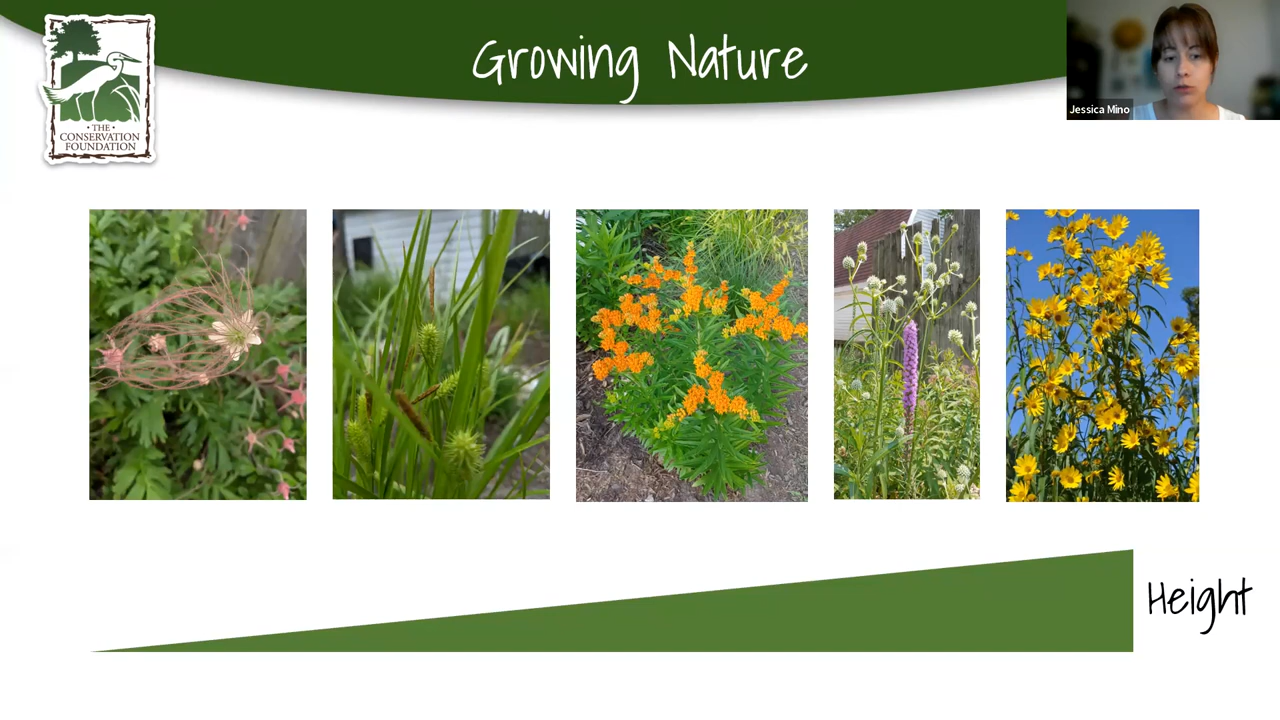 Growing Nature
Jessica Mino
• THE •
CONSERVATION
FOUNDATION
Height